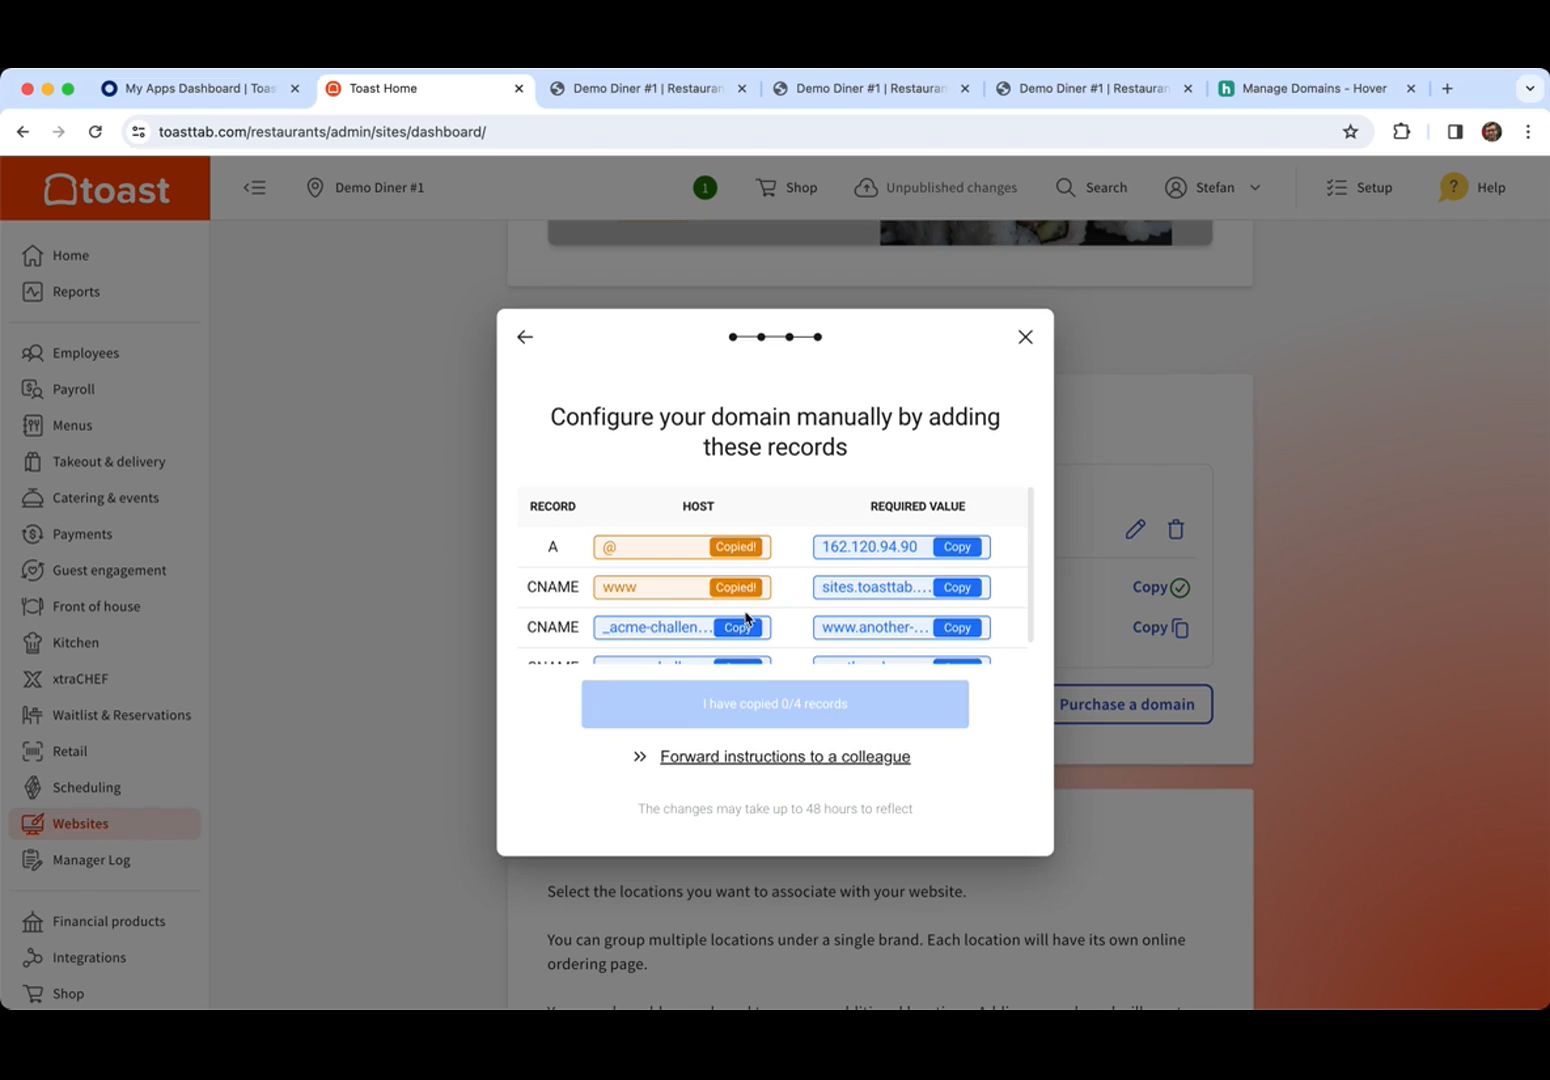 My Apps Dashboard | Toas
Toast Home
Demo Diner #1 | Restauran
Demo Diner #1 | Restauran
Demo Diner #1 | Restauran
Manage Domains - Hover
toasttab.com/restaurants/admin/sites/dashboard/
toast
Demo Diner #1
1
Shop
Unpublished changes
Search
Stefan
Setup
? Help
Home
Reports
Employees
Payroll
Menus
Takeout & delivery
Catering & events
Payments
Guest engagement
Front of house
Kitchen
xtraCHEF
Waitlist & Reservations
Retail
Scheduling
Websites
Manager Log
Financial products
Integrations
Shop
Configure your domain manually by adding
these records
RECORD HOST REQUIRED VALUE
A @ Copied! 162.120.94.90 Copy
CNAME www Copied! sites.toasttab.... Copy
CNAME _acme-challen... Copy www.another-... Copy
I have copied 0/4 records
Forward instructions to a colleague
The changes may take up to 48 hours to reflect
Copy
Copy
Purchase a domain
Select the locations you want to associate with your website.
You can group multiple locations under a single brand. Each location will have its own online
ordering page.